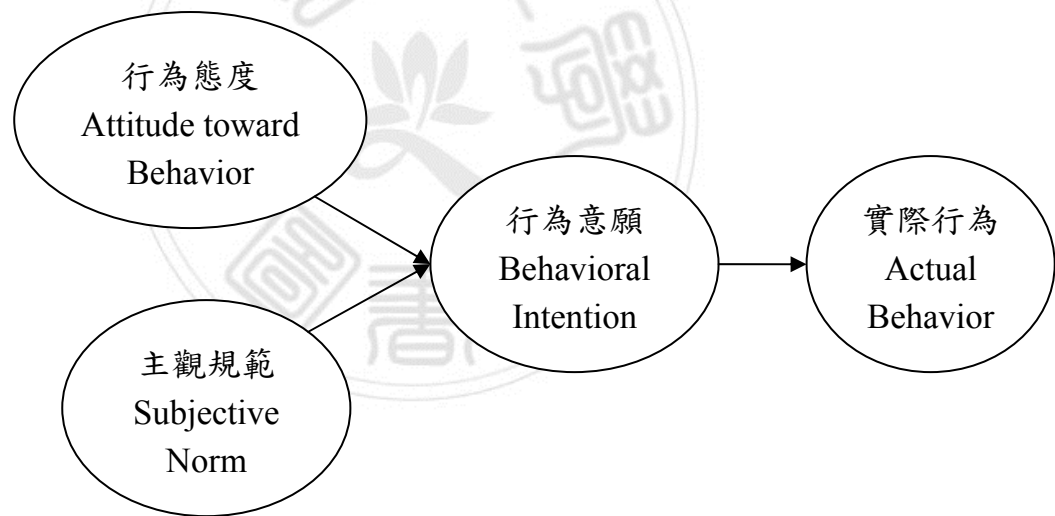 行為態度
Attitude toward
Behavior
主觀規範
Subjective
Norm
行為意願
Behavioral
Intention
實際行為
Actual
Behavior